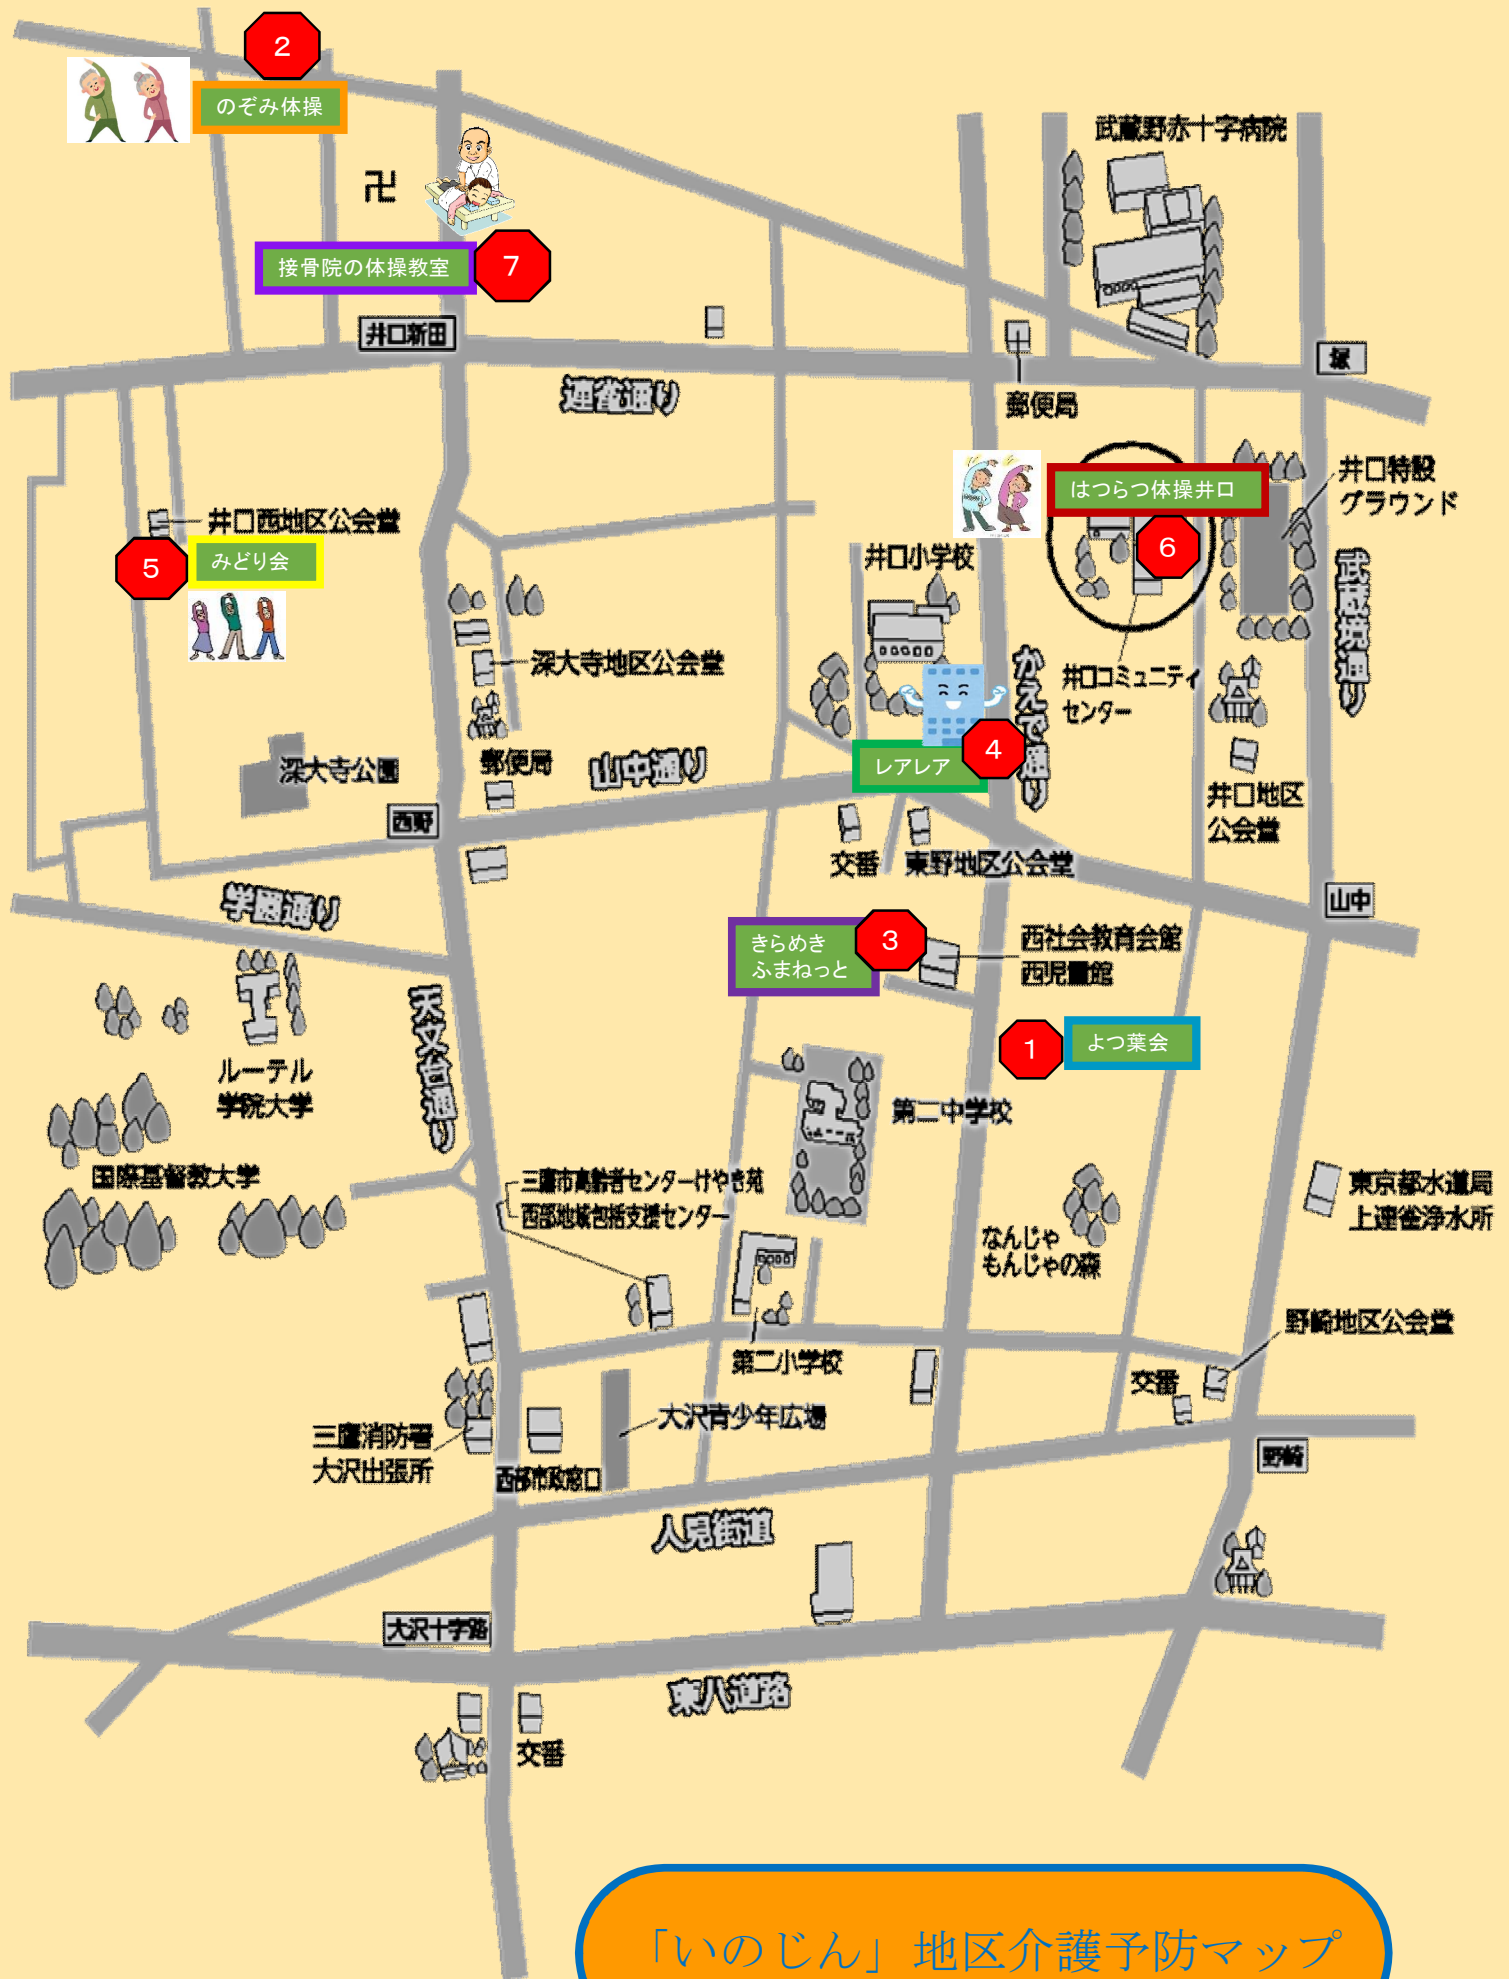 2
のぞみ体操
卍
武蔵野赤十字病院
接骨院の体操教室
7
井口新田
塚
連雀通り
郵便局
はつらつ体操井口
6
井口特設
グラウンド
井口西地区公会堂
5
みどり会
井口小学校
武蔵境通り
深大寺地区公会堂
かえで通り
井口コミュニティ
センター
4
レアレア
郵便局
山中通り
深大寺公園
西野
井口地区
公会堂
交番
東野地区公会堂
学園通り
山中
きらめき
ふまねっと
3
西社会教育会館
西児童館
天文台通り
1
よつ葉会
ルーテル
学院大学
第二中学校
国際基督教大学
三鷹市高齢者センターけやき苑
西部地域包括支援センター
東京都水道局
上連雀浄水所
なんじゃ
もんじゃの森
野崎地区公会堂
第二小学校
交番
大沢青少年広場
三鷹消防署
大沢出張所
西部市政窓口
野崎
人見街道
大沢十字路
東八道路
交番
「いのじん」地区介護予防マップ